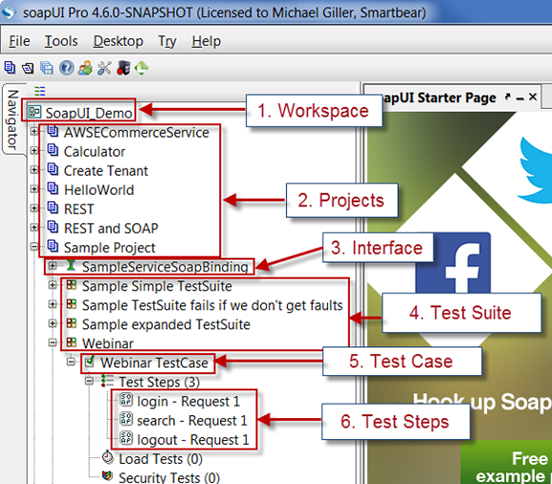 soapUI Pro 4.6.0-SNAPSHOT (Licensed to Michael Giller, Smartbear)
File Tools Desktop Try Help
Navigator
SoapUI_Demo
1. Workspace
apUI Starter Page
AWSECommerceService
Calculator
Create Tenant
HelloWorld
2. Projects
REST
REST and SOAP
Sample Project
3. Interface
SampleServiceSoapBinding
Sample Simple TestSuite
Sample TestSuite fails if we don't get faults
4. Test Suite
Sample expanded TestSuite
Webinar
Webinar TestCase
5. Test Case
Test Steps (3)
login - Request 1
search - Request 1
6. Test Steps
logout - Request 1
Hook up Soap
Load Tests (0)
Security Tests (0)
Free
example